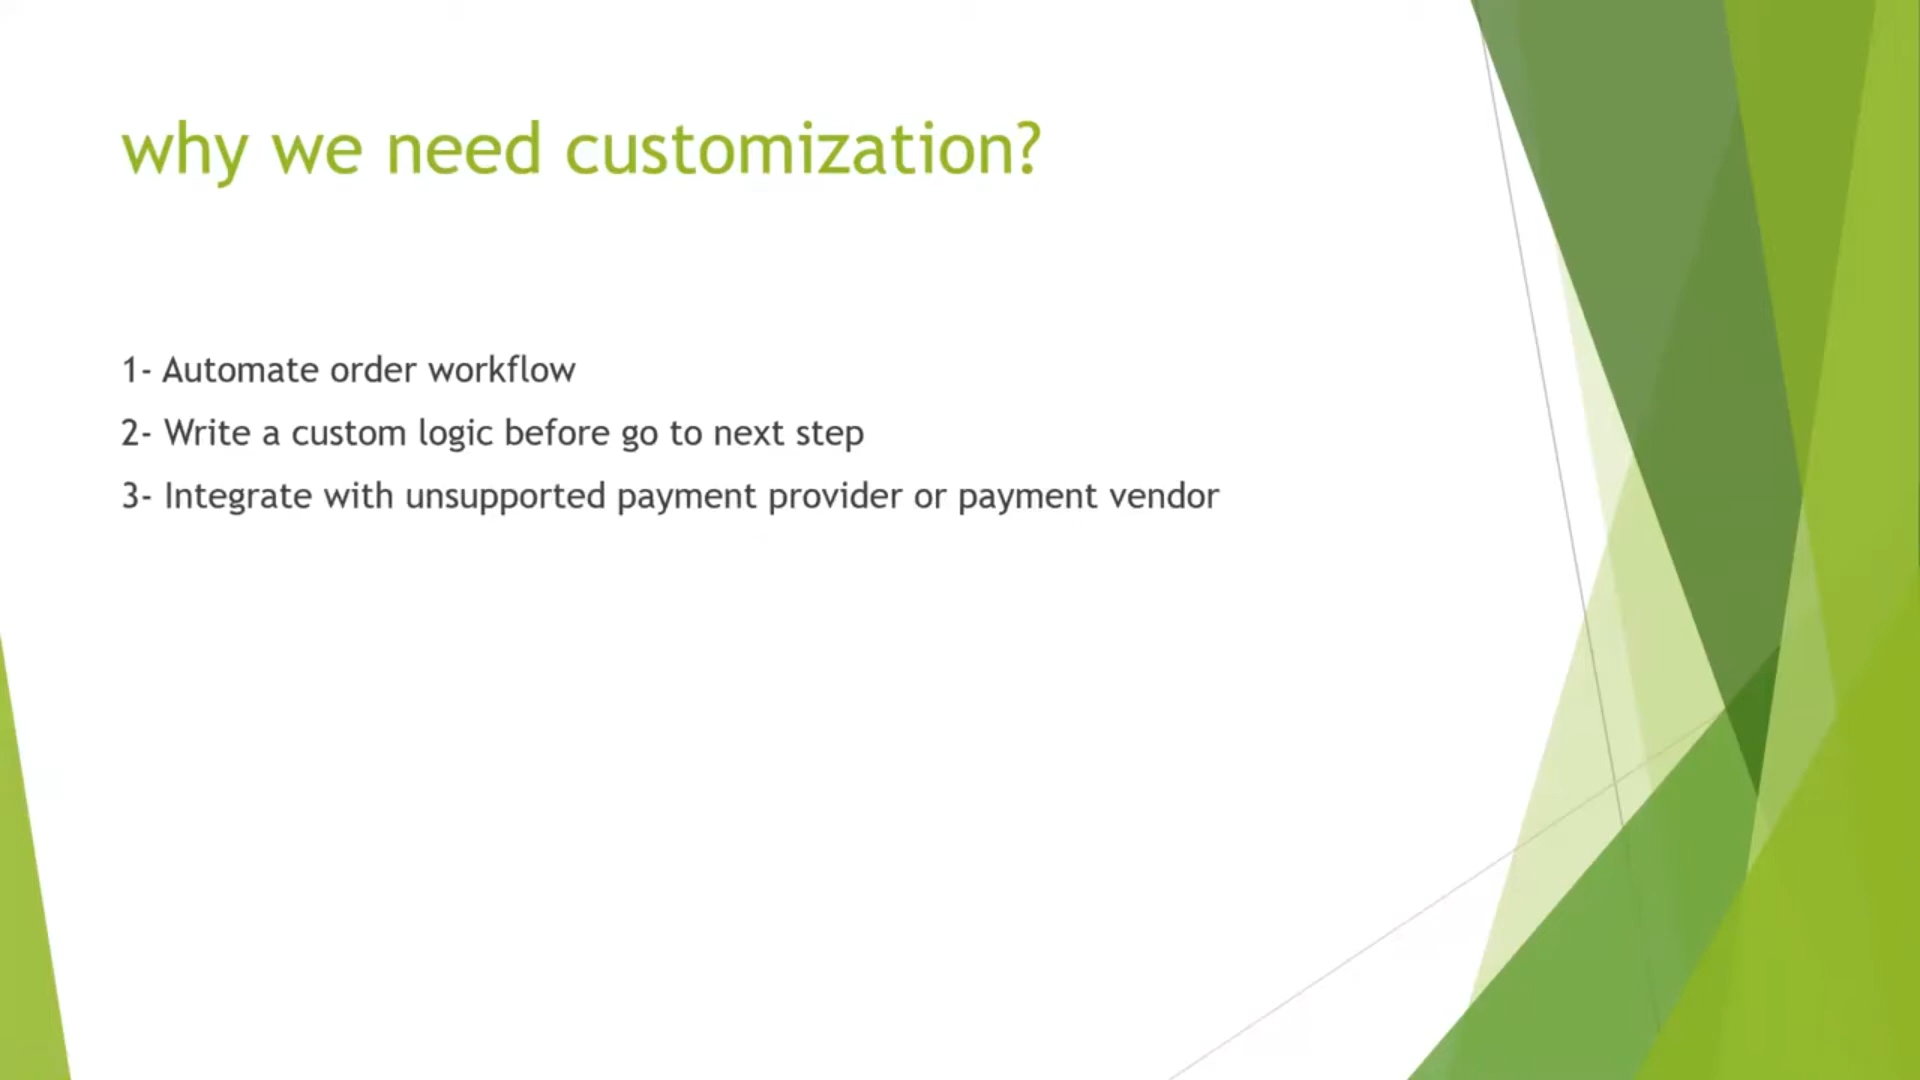 why we need customization?
1- Automate order workflow
2- Write a custom logic before go to next step
3- Integrate with unsupported payment provider or payment vendor